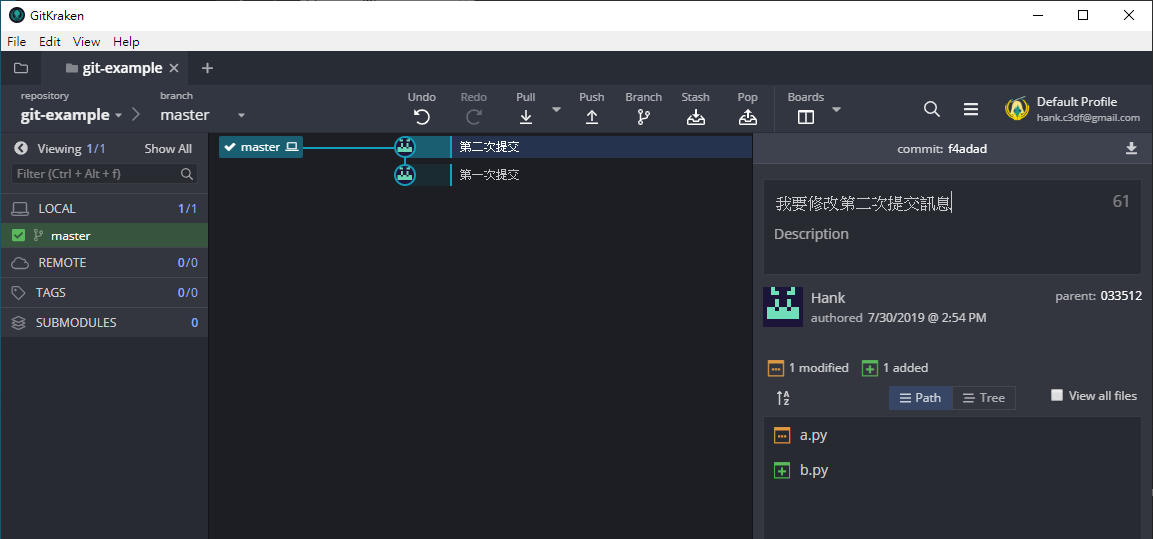 GitKraken
File Edit View Help
git-example
repository
git-example
branch
master
Undo Redo Pull Push Branch Stash Pop Boards
Default Profile
hank.c3df@gmail.com
Viewing 1/1 Show All
Filter (Ctrl + Alt + f)
LOCAL 1/1
master
REMOTE 0/0
TAGS 0/0
SUBMODULES 0
master 第二次提交
第一次提交
commit: f4adad
我要修改第二次提交訊息 61
Description
Hank
authored 7/30/2019 @ 2:54 PM
parent: 033512
1 modified 1 added
A Z
Path Tree View all files
a.py
b.py